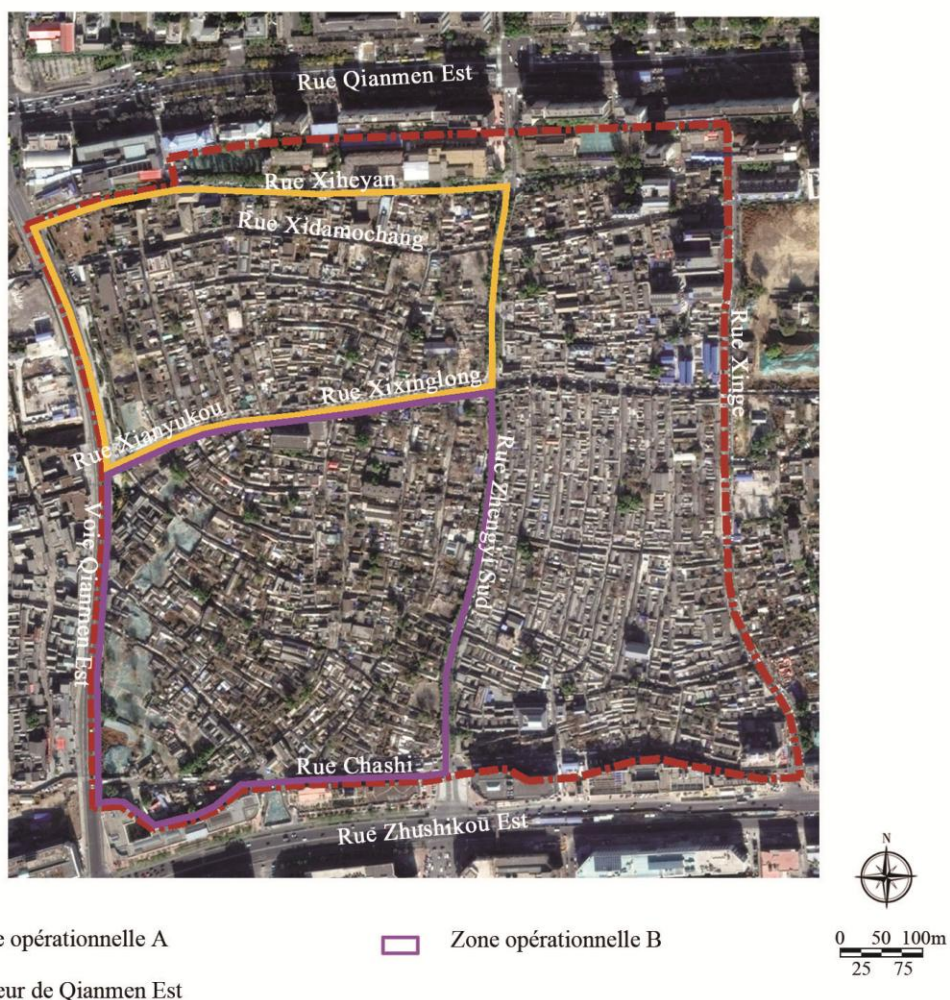 Rue Qianmen Est
Rue Xiheyan
Rue Xidamochang
Rue Xinge
Rue Xixinglong
Rue Xianyukou
Rue Zhengyi Sud
Voie Qianmen Est
Rue Chashi
Rue Zhushikou Est
N
e opérationnelle A
Zone opérationnelle B
0 50 100m
25 75
eur de Qianmen Est